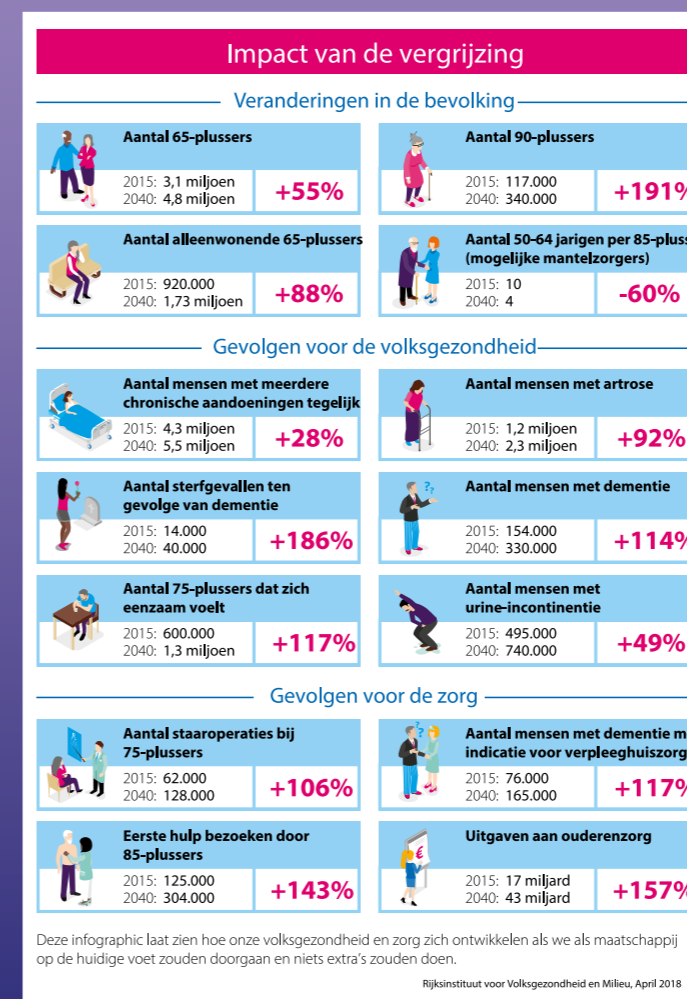 Impact van de vergrijzing
Veranderingen in de bevolking
Aantal 65-plussers
2015: 3,1 miljoen
2040: 4,8 miljoen
+55%
Aantal 90-plussers
2015: 117.000
2040: 340.000
+191%
Aantal alleenwonende 65-plussers
2015: 920.000
2040: 1,73 miljoen
+88%
Aantal 50-64 jarigen per 85-pluss
(mogelijke mantelzorgers)
2015: 10
2040: 4
-60%
Gevolgen voor de volksgezondheid
Aantal mensen met meerdere
chronische aandoeningen tegelijk
2015: 4,3 miljoen
2040: 5,5 miljoen
+28%
Aantal mensen met artrose
2015: 1,2 miljoen
2040: 2,3 miljoen
+92%
Aantal sterfgevallen ten
gevolge van dementie
2015: 14.000
2040: 40.000
+186%
??
Aantal mensen met dementie
2015: 154.000
2040: 330.000
+114%
Aantal 75-plussers dat zich
eenzaam voelt
2015: 600.000
2040: 1,3 miljoen
+117%
Aantal mensen met
urine-incontinentie
2015: 495.000
2040: 740.000
+49%
Gevolgen voor de zorg
Aantal staaroperaties bij
75-plussers
2015: 62.000
2040: 128.000
+106%
??
Aantal mensen met dementie m
indicatie voor verpleeghuiszorg
2015: 76.000
2040: 165.000
+117%
Eerste hulp bezoeken door
85-plussers
2015: 125.000
2040: 304.000
+143%
€
Uitgaven aan ouderenzorg
2015: 17 miljard
2040: 43 miljard
+157%
Deze infographic laat zien hoe onze volksgezondheid en zorg zich ontwikkelen als we als maatschappij
op de huidige voet zouden doorgaan en niets extra's zouden doen.
Rijksinstituut voor Volksgezondheid en Milieu, April 2018